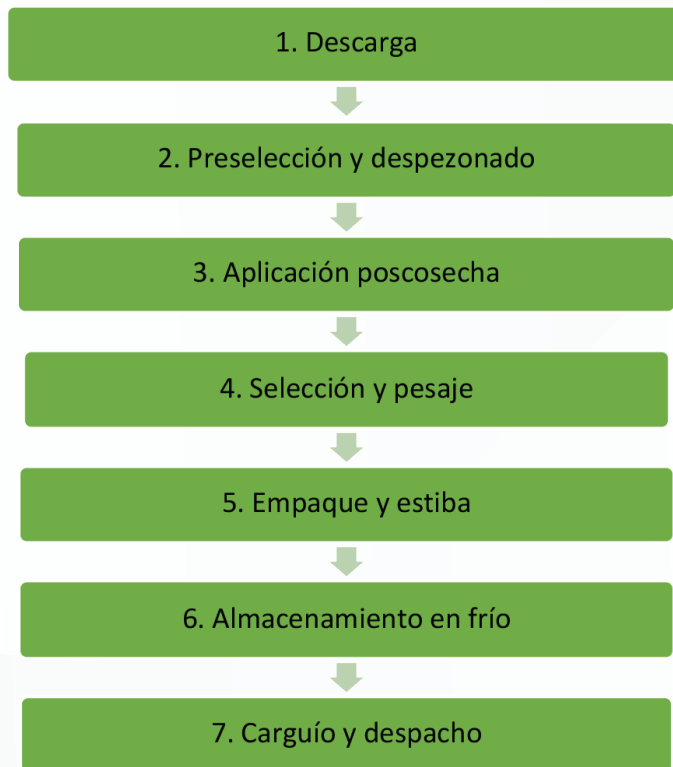 1. Descarga
2. Preselección y despezonado
3. Aplicación poscosecha
4. Selección y pesaje
5. Empaque y estiba
6. Almacenamiento en frío
7. Carguío y despacho